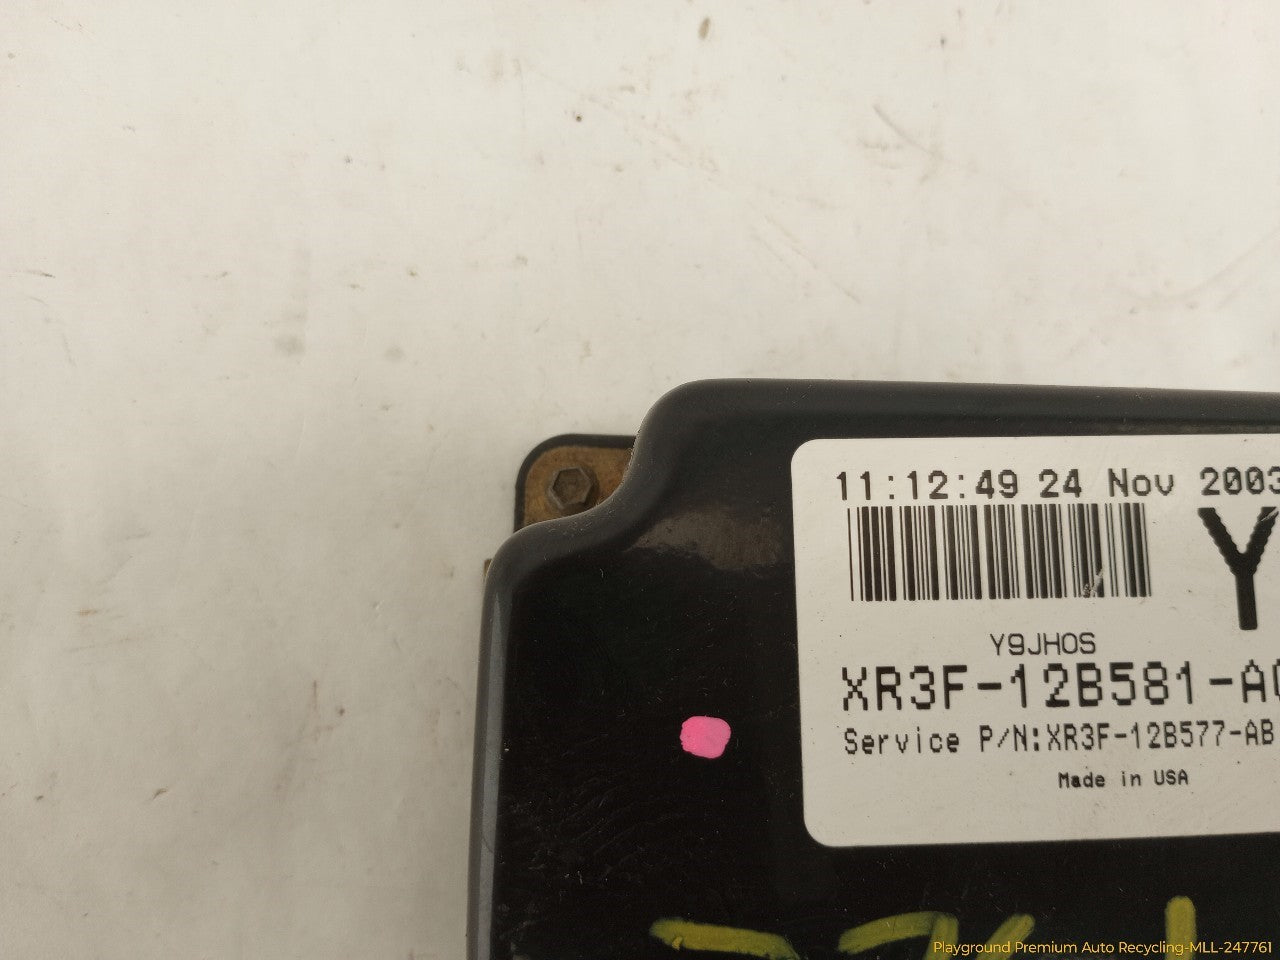 11:12:49 24 Nov 2003
Y
Y9JHOS
XR3F-12B581-A
Service P/N:XR3F-12B577-AB
Made in USA
Playground Premium Auto Recycling-MLL-247761